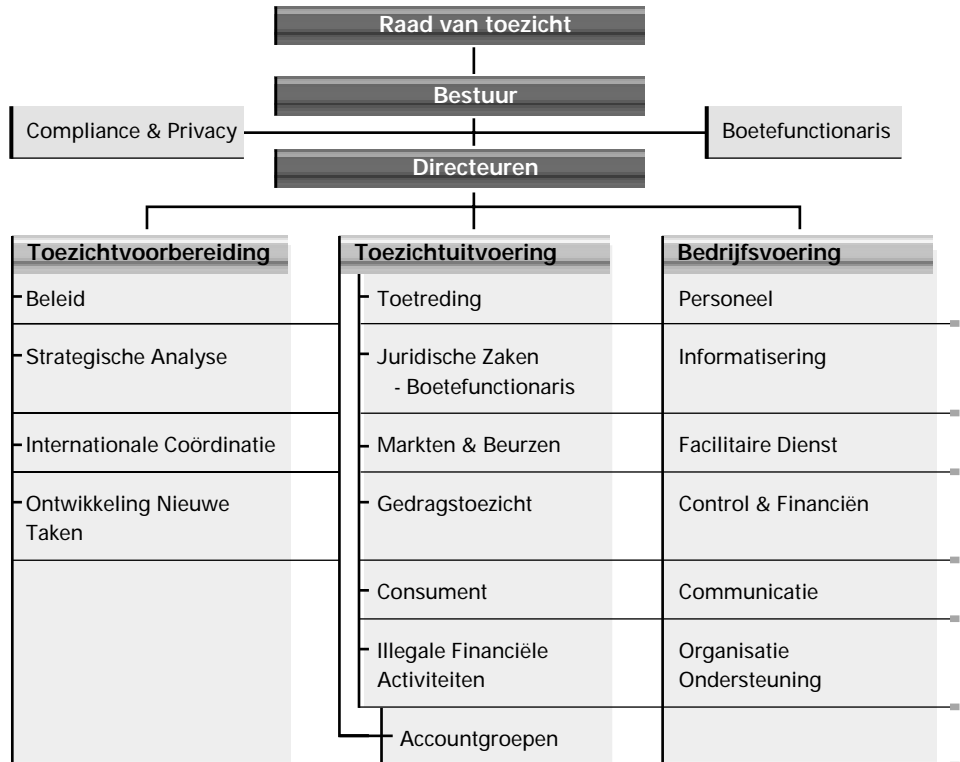 Raad van toezicht
Bestuur
Compliance & Privacy
Boetefunctionaris
Directeuren
Toezichtvoorbereiding
Beleid
Strategische Analyse
Internationale Coördinatie
Ontwikkeling Nieuwe
Taken
Toezichtuitvoering
Toetreding
Juridische Zaken
- Boetefunctionaris
Markten & Beurzen
Gedragstoezicht
Consument
Illegale Financiële
Activiteiten
Accountgroepen
Bedrijfsvoering
Personeel
Informatisering
Facilitaire Dienst
Control & Financiën
Communicatie
Organisatie
Ondersteuning